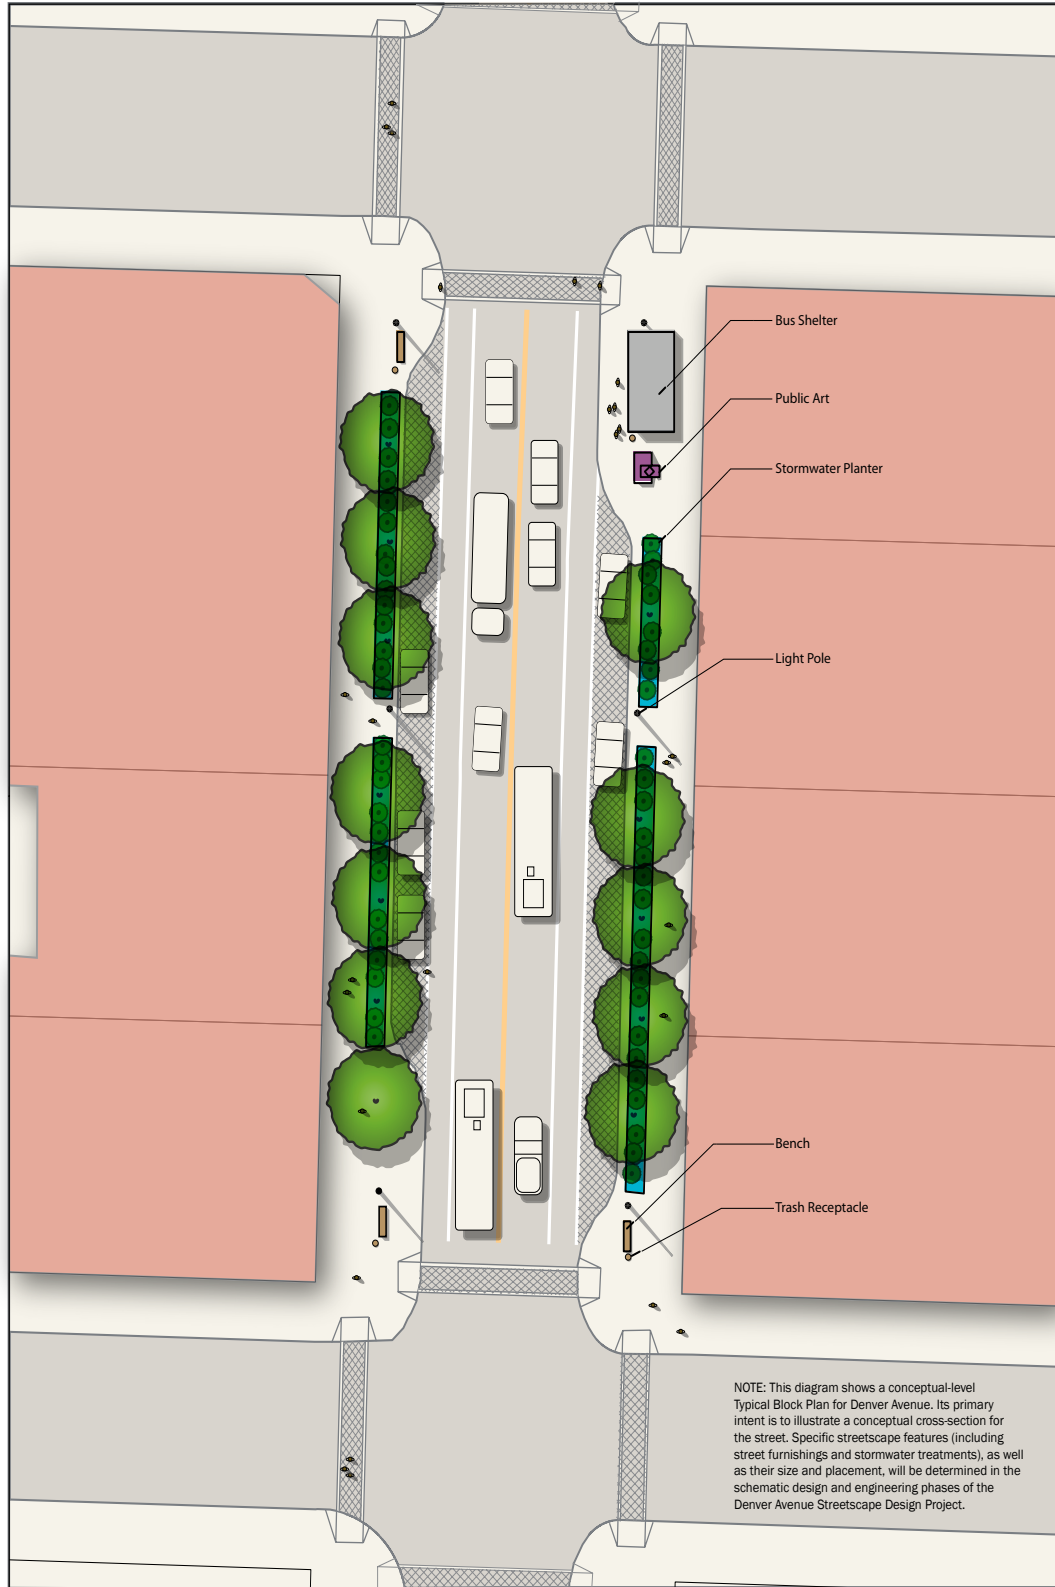 Bus Shelter
Public Art
Stormwater Planter
Light Pole
Bench
Trash Receptacle
NOTE: This diagram shows a conceptual-level
Typical Block Plan for Denver Avenue. Its primary
intent is to illustrate a conceptual cross-section for
the street. Specific streetscape features (including
street furnishings and stormwater treatments), as well
as their size and placement, will be determined in the
schematic design and engineering phases of the
Denver Avenue Streetscape Design Project.